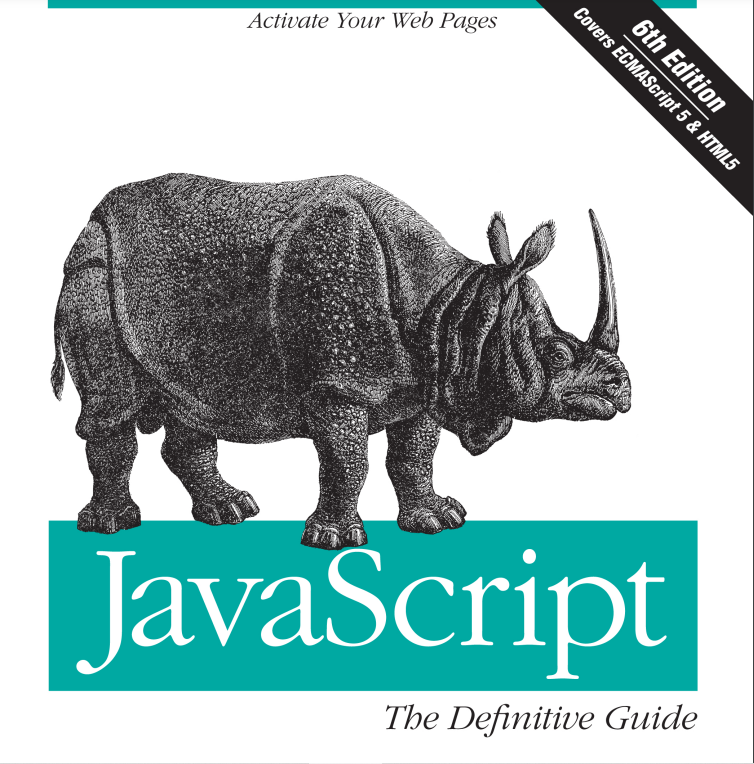 Activate Your Web Pages
6th Edition
Covers ECMAScript 5 & HTML5
JavaScript
The Definitive Guide